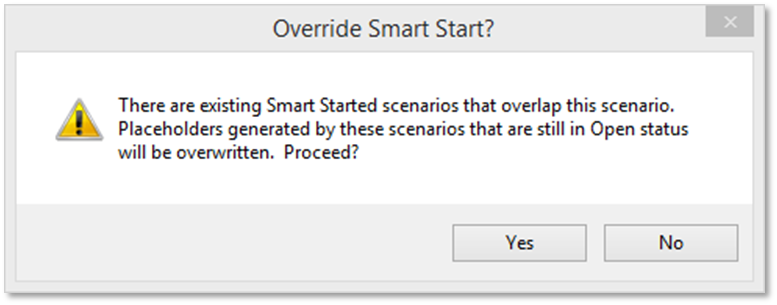 Override Smart Start?
There are existing Smart Started scenarios that overlap this scenario.
Placeholders generated by these scenarios that are still in Open status
will be overwritten.  Proceed?
Yes
No